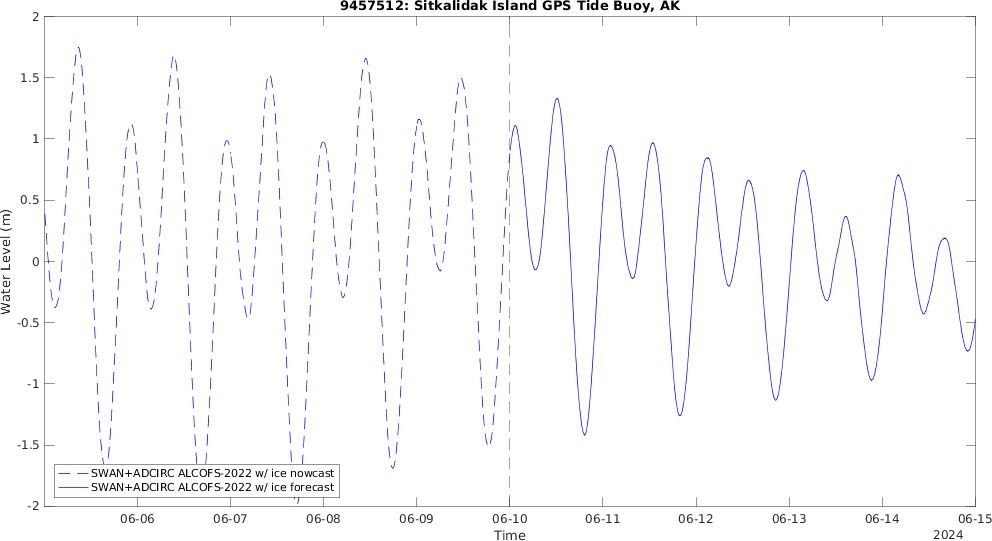 9457512: Sitkalidak Island GPS Tide Buoy, AK
2
1.5
1
0.5
0
-0.5
-1
-1.5
-2
Water Level (m)
SWAN+ADCIRC ALCOFS-2022 w/ ice nowcast
SWAN+ADCIRC ALCOFS-2022 w/ ice forecast
06-06 06-07 06-08 06-09 06-10 06-11 06-12 06-13 06-14 06-15
Time
2024